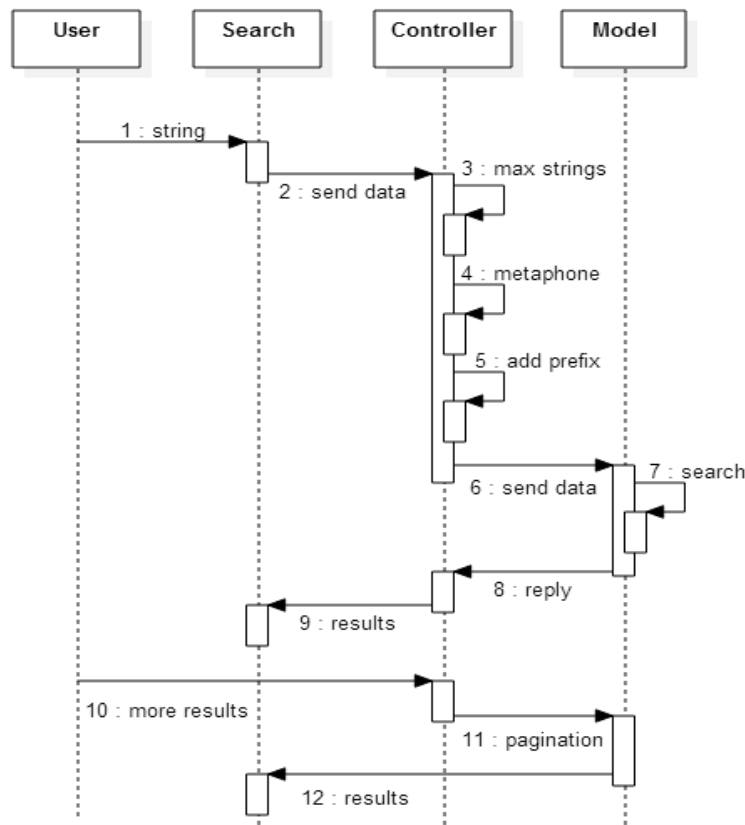 User
Search
Controller
Model
1 : string
2 : send data
3 : max strings
4 : metaphone
5 : add prefix
6 : send data
7 : search
8 : reply
9 : results
10 : more results
11 : pagination
12 : results